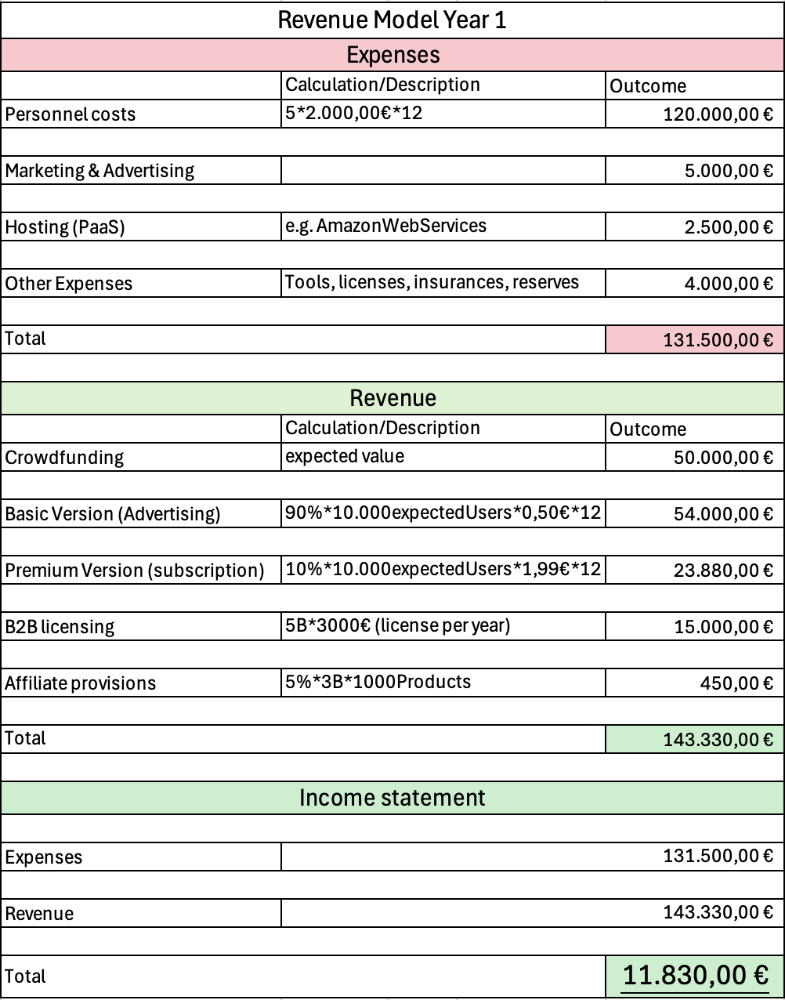 Revenue Model Year 1
Expenses
Calculation/Description Outcome
Personnel costs 5*2.000,00€*12 120.000,00 €
Marketing & Advertising 5.000,00 €
Hosting (PaaS) e.g. AmazonWebServices 2.500,00 €
Other Expenses Tools, licenses, insurances, reserves 4.000,00 €
Total 131.500,00 €
Revenue
Calculation/Description Outcome
Crowdfunding expected value 50.000,00 €
Basic Version (Advertising) 90%*10.000expectedUsers*0,50€*12 54.000,00 €
Premium Version (subscription) 10%*10.000expectedUsers*1,99€*12 23.880,00 €
B2B licensing 5B*3000€ (license per year) 15.000,00 €
Affiliate provisions 5%*3B*1000Products 450,00 €
Total 143.330,00 €
Income statement
Expenses 131.500,00 €
Revenue 143.330,00 €
Total 11.830,00 €